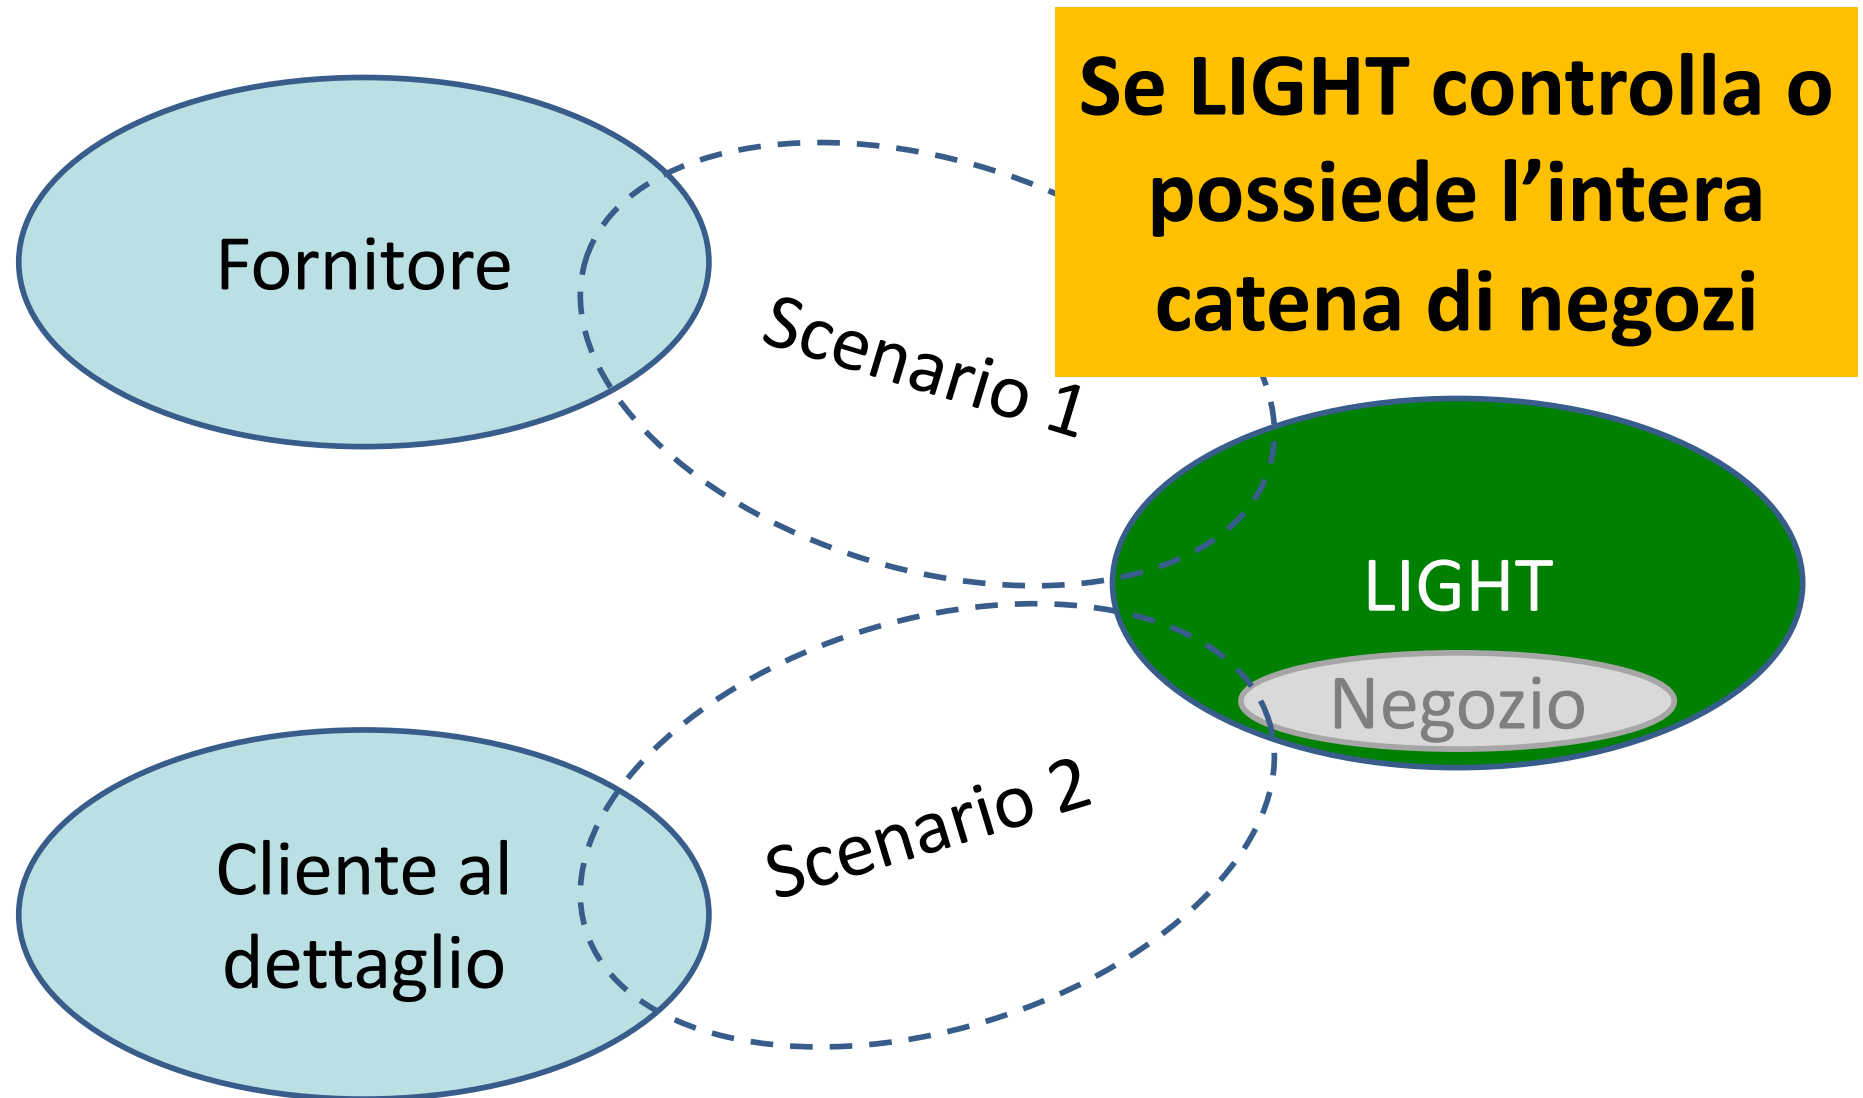 Se LIGHT controlla o
possiede l’intera
catena di negozi
Fornitore
Scenario 1
LIGHT
Negozio
Scenario 2
Cliente al
dettaglio